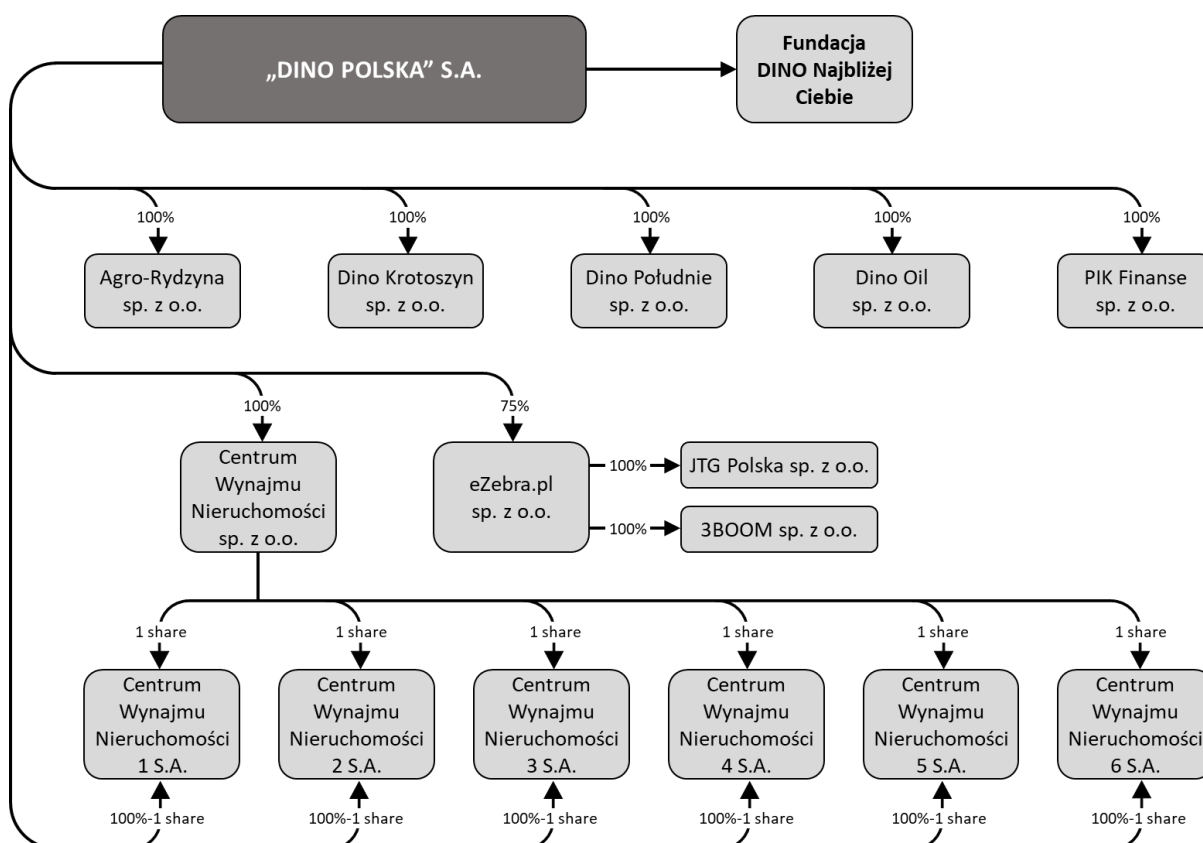 „DINO POLSKA” S.A.
Fundacja
DINO Najbliżej
Ciebie
100%
100%
100%
100%
100%
Agro-Rydzyna
sp. z o.o.
Dino Krotoszyn
sp. z o.o.
Dino Południe
sp. z o.o.
Dino Oil
sp. z o.o.
PIK Finanse
sp. z o.o.
100%
75%
Centrum
Wynajmu
Nieruchomości
sp. z o.o.
eZebra.pl
sp. z o.o.
100%
JTG Polska sp. z o.o.
100%
3BOOM sp. z o.o.
1 share
1 share
1 share
1 share
1 share
1 share
Centrum
Wynajmu
Nieruchomości
1 S.A.
Centrum
Wynajmu
Nieruchomości
2 S.A.
Centrum
Wynajmu
Nieruchomości
3 S.A.
Centrum
Wynajmu
Nieruchomości
4 S.A.
Centrum
Wynajmu
Nieruchomości
5 S.A.
Centrum
Wynajmu
Nieruchomości
6 S.A.
100%-1 share
100%-1 share
100%-1 share
100%-1 share
100%-1 share
100%-1 share